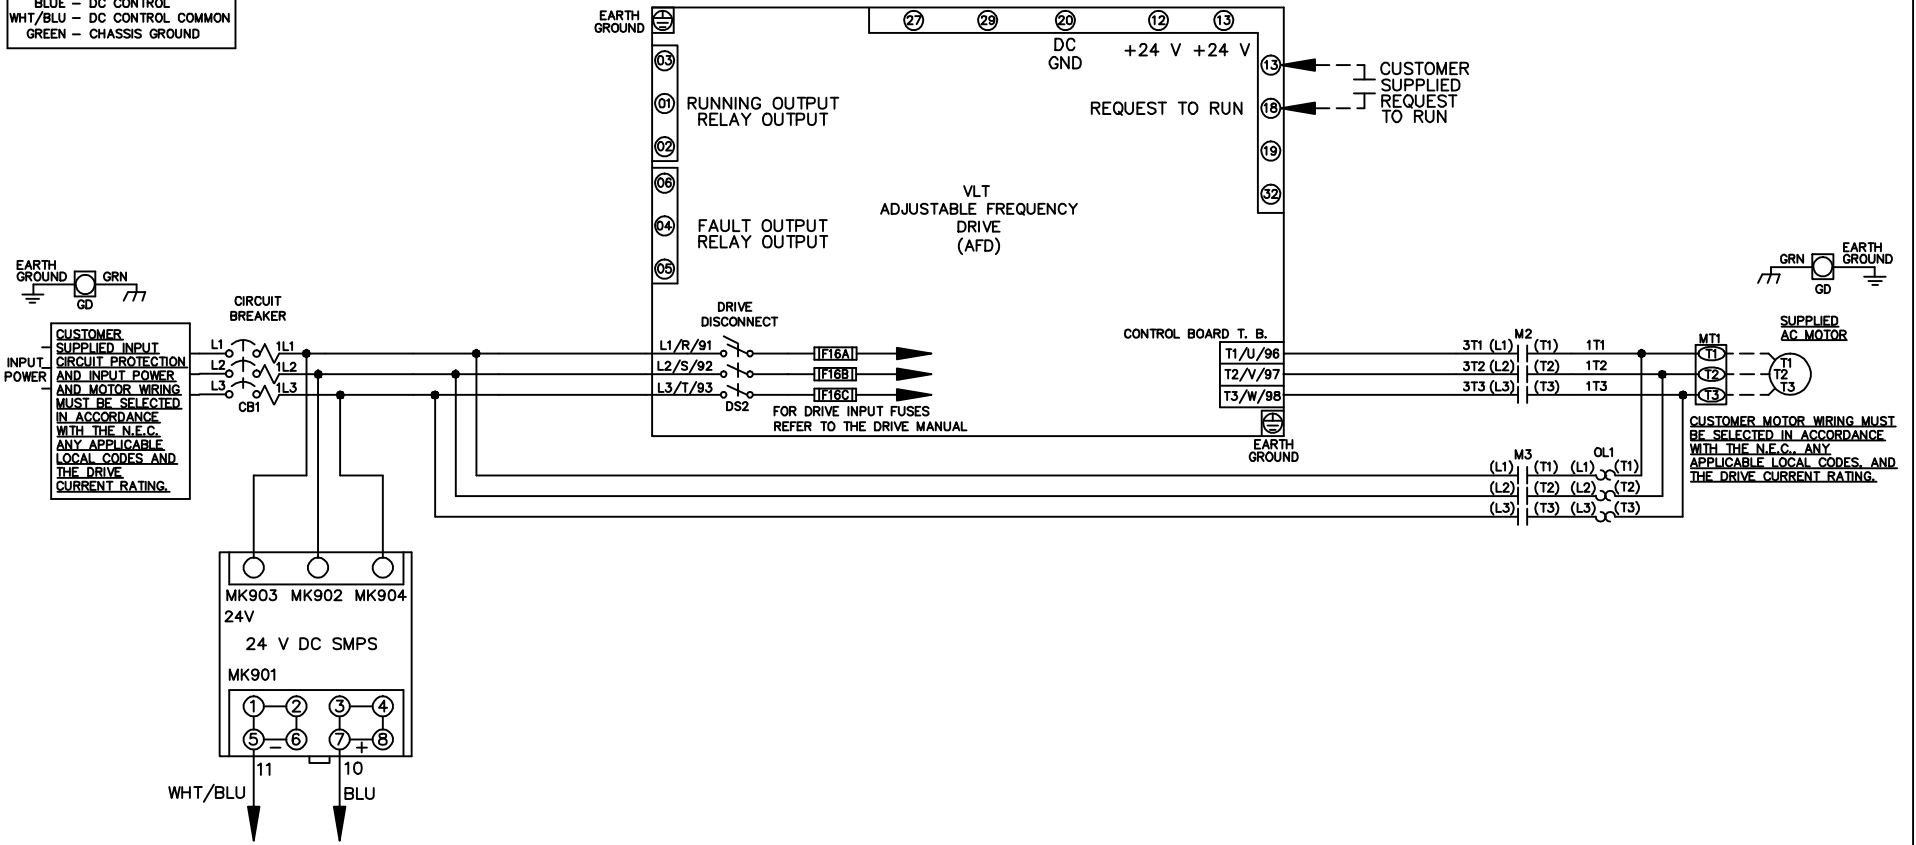 BLUE – DC CONTROL
WHT/BLU – DC CONTROL COMMON
GREEN – CHASSIS GROUND
EARTH
GROUND
27 29 20 12 13
DC
GND
+24 V +24 V
03
01
02
RUNNING OUTPUT
RELAY OUTPUT
06
04
05
FAULT OUTPUT
RELAY OUTPUT
13
18
19
32
REQUEST TO RUN
CUSTOMER
SUPPLIED
REQUEST
TO RUN
VLT
ADJUSTABLE FREQUENCY
DRIVE
(AFD)
EARTH
GROUND
GRN
GD
INPUT
POWER
CUSTOMER
SUPPLIED INPUT
CIRCUIT PROTECTION
AND INPUT POWER
AND MOTOR WIRING
MUST BE SELECTED
IN ACCORDANCE
WITH THE N.E.C.
ANY APPLICABLE
LOCAL CODES AND
THE DRIVE
CURRENT RATING.
CIRCUIT
BREAKER
L1 1L1
L2 1L2
L3 1L3
CB1
DRIVE
DISCONNECT
L1/R/91
L2/S/92
L3/T/93
DS2
F16A
F16B
F16C
FOR DRIVE INPUT FUSES
REFER TO THE DRIVE MANUAL
CONTROL BOARD T. B.
T1/U/96
T2/V/97
T3/W/98
EARTH
GROUND
M2
3T1 (L1) (T1) 1T1
3T2 (L2) (T2) 1T2
3T3 (L3) (T3) 1T3
M3 OL1
(L1) (T1) (L1) (T1)
(L2) (T2) (L2) (T2)
(L3) (T3) (L3) (T3)
MT1
T1
T2
T3
GRN
GD
EARTH
GROUND
SUPPLIED
AC MOTOR
T1
T2
T3
CUSTOMER MOTOR WIRING MUST
BE SELECTED IN ACCORDANCE
WITH THE N.E.C., ANY
APPLICABLE LOCAL CODES, AND
THE DRIVE CURRENT RATING.
MK903 MK902 MK904
24V
24 V DC SMPS
MK901
1 2 3 4
5 – 6 7 + 8
11 10
WHT/BLU BLU